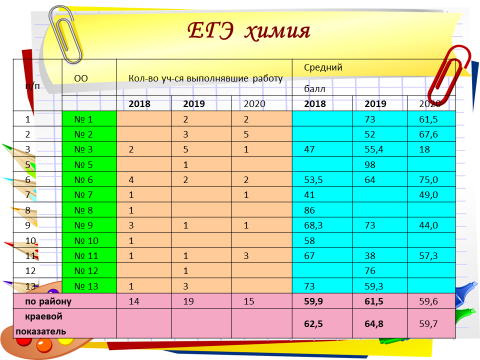 ЕГЭ химия
п/п ОО Кол-во уч-ся выполнявшие работу Средний балл
2018 2019 2020 2018 2019 2020
1 № 1 2 2 73 61,5
2 № 2 3 5 52 67,6
3 № 3 2 5 1 47 55,4 18
5 № 5 1 98
6 № 6 4 2 2 53,5 64 75,0
7 № 7 1 1 41 49,0
8 № 8 1 86
9 № 9 3 1 1 68,3 73 44,0
10 № 10 1 58
11 № 11 1 1 3 67 38 57,3
12 № 12 1 76
13 № 13 1 3 73 59,3
по району 14 19 15 59,9 61,5 59,6
краевой показатель 62,5 64,8 59,7